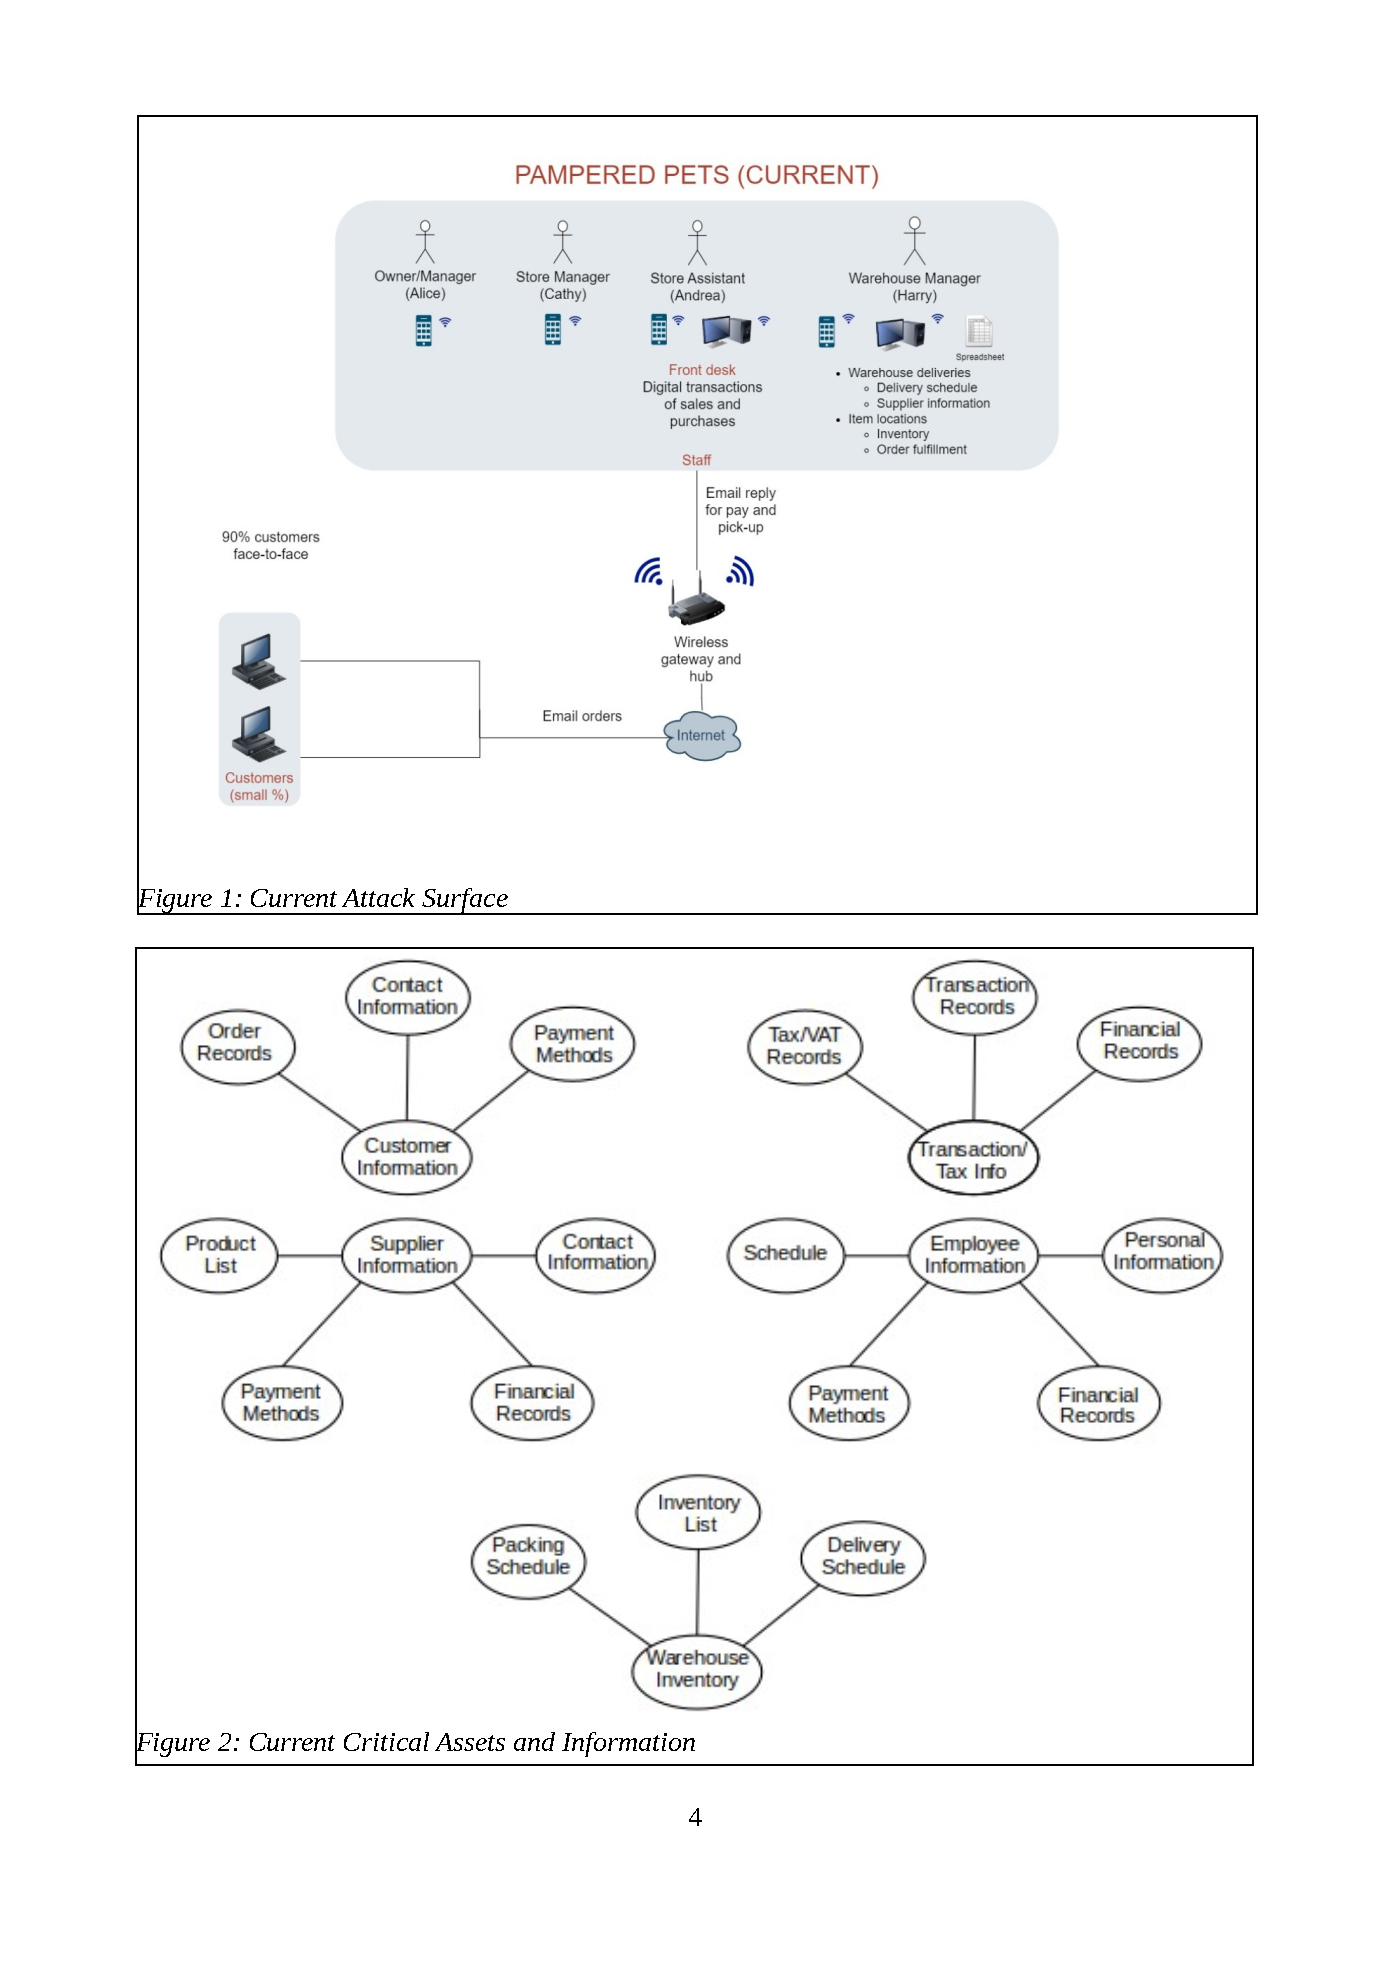 PAMPERED PETS (CURRENT)
Owner/Manager
(Alice)
Store Manager
(Cathy)
Store Assistant
(Andrea)
Warehouse Manager
(Harry)
Spreadsheet
Front desk
Digital transactions
of sales and
purchases
• Warehouse deliveries
○ Delivery schedule
○ Supplier information
• Item locations
○ Inventory
○ Order fulfillment
Staff
Email reply
for pay and
pick-up
90% customers
face-to-face
Wireless
gateway and
hub
Email orders
Internet
Customers
(small %)
Figure 1: Current Attack Surface
Contact
Information
Order
Records
Payment
Methods
Customer
Information
Transaction
Records
Tax/VAT
Records
Financial
Records
Transaction/
Tax Info
Product
List
Supplier
Information
Contact
Information
Payment
Methods
Financial
Records
Schedule
Employee
Information
Personal
Information
Payment
Methods
Financial
Records
Inventory
List
Packing
Schedule
Delivery
Schedule
Warehouse
Inventory
Figure 2: Current Critical Assets and Information
4